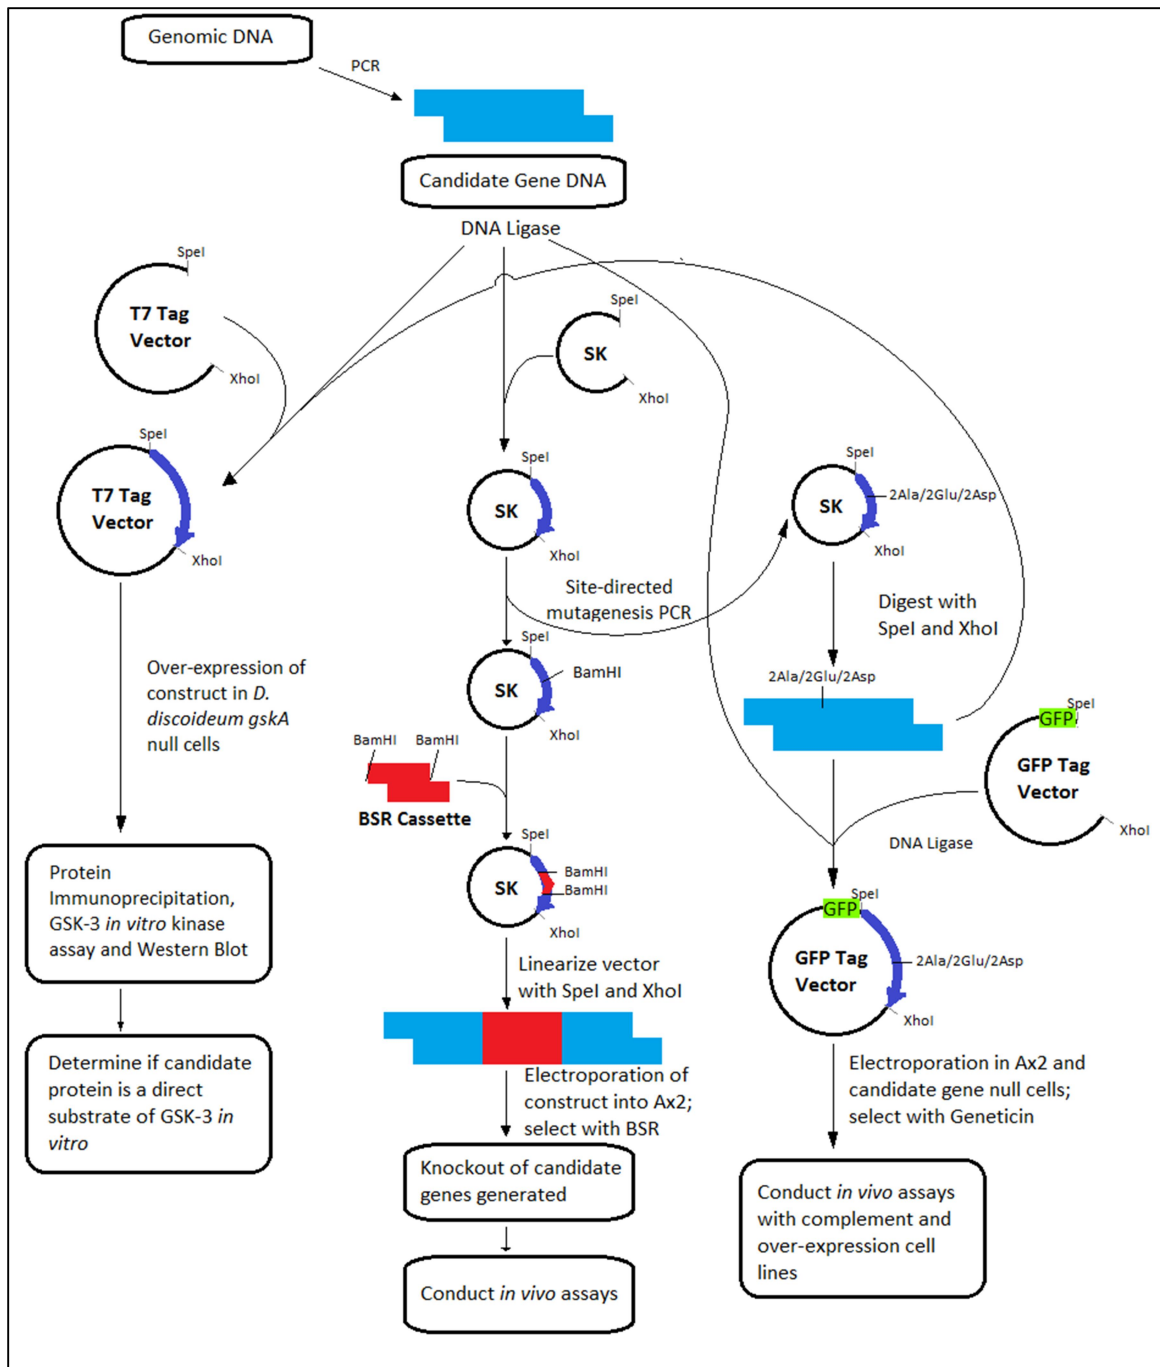 Genomic DNA
PCR
Candidate Gene DNA
DNA Ligase
SpeI
T7 Tag
Vector
XhoI
SpeI
SK
XhoI
SpeI
T7 Tag
Vector
XhoI
SpeI
SK
XhoI
SpeI
2Ala/2Glu/2Asp
SK
XhoI
Site-directed
mutagenesis PCR
Digest with
SpeI and XhoI
SpeI
BamHI
SK
XhoI
Over-expression of
construct in D.
discoideum gskA
null cells
2Ala/2Glu/2Asp
SpeI
GFP
GFP Tag
Vector
XhoI
BamHI BamHI
BSR Cassette
DNA Ligase
SpeI
BamHI
SK
BamHI
XhoI
Protein
Immunoprecipitation,
GSK-3 in vitro kinase
assay and Western Blot
SpeI
GFP
GFP Tag
Vector
2Ala/2Glu/2Asp
XhoI
Linearize vector
with SpeI and XhoI
Determine if candidate
protein is a direct
substrate of GSK-3 in
vitro
Electroporation of
construct into Ax2;
select with BSR
Electroporation in Ax2 and
candidate gene null cells;
select with Geneticin
Knockout of candidate
genes generated
Conduct in vivo assays
with complement and
over-expression cell
lines
Conduct in vivo assays